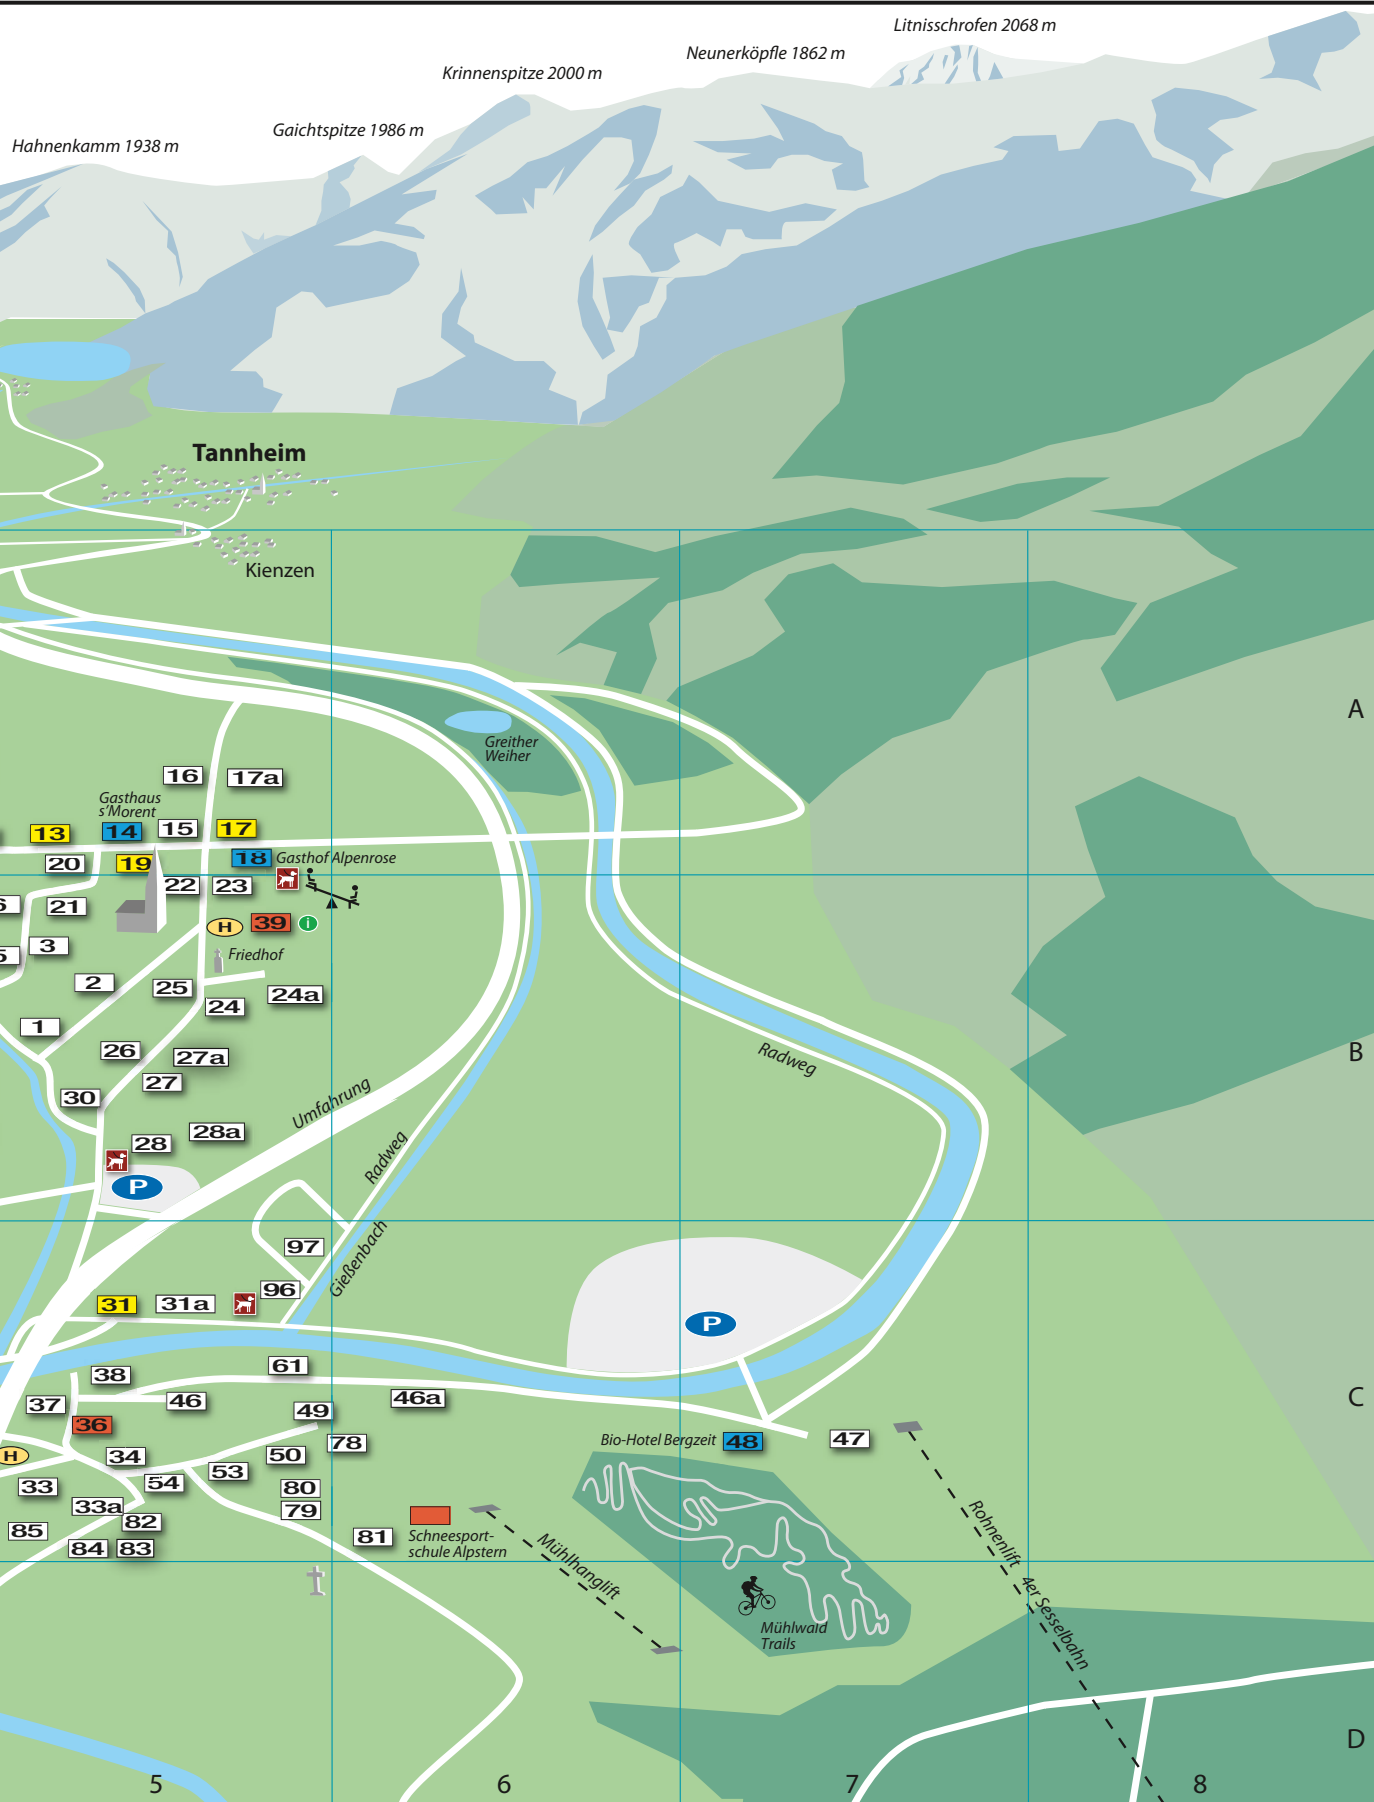 Litnisschrofen 2068 m
Neunerköpfle 1862 m
Krinnenspitze 2000 m
Gaichtspitze 1986 m
Hahnenkamm 1938 m
Tannheim
Kienzen
A
Greither
Weiher
16
17a
Gasthaus
s'Morent
13
14
15
17
20
19
18
Gasthof Alpenrose
22
23
21
H
39
i
3
Friedhof
2
25
24a
24
1
26
27a
B
Radweg
27
30
Umfahrung
28a
28
Radweg
P
Gießenbach
97
96
31
31a
P
61
38
46a
C
37
46
49
36
78
Bio-Hotel Bergzeit
48
47
H
34
50
53
33
54
80
33a
79
Rohnenlift 4er Sesselbahn
82
85
81
Schneesport-
schule Alpstern
84
83
Mühlhanglift
Mühlwald
Trails
D
5
6
7
8